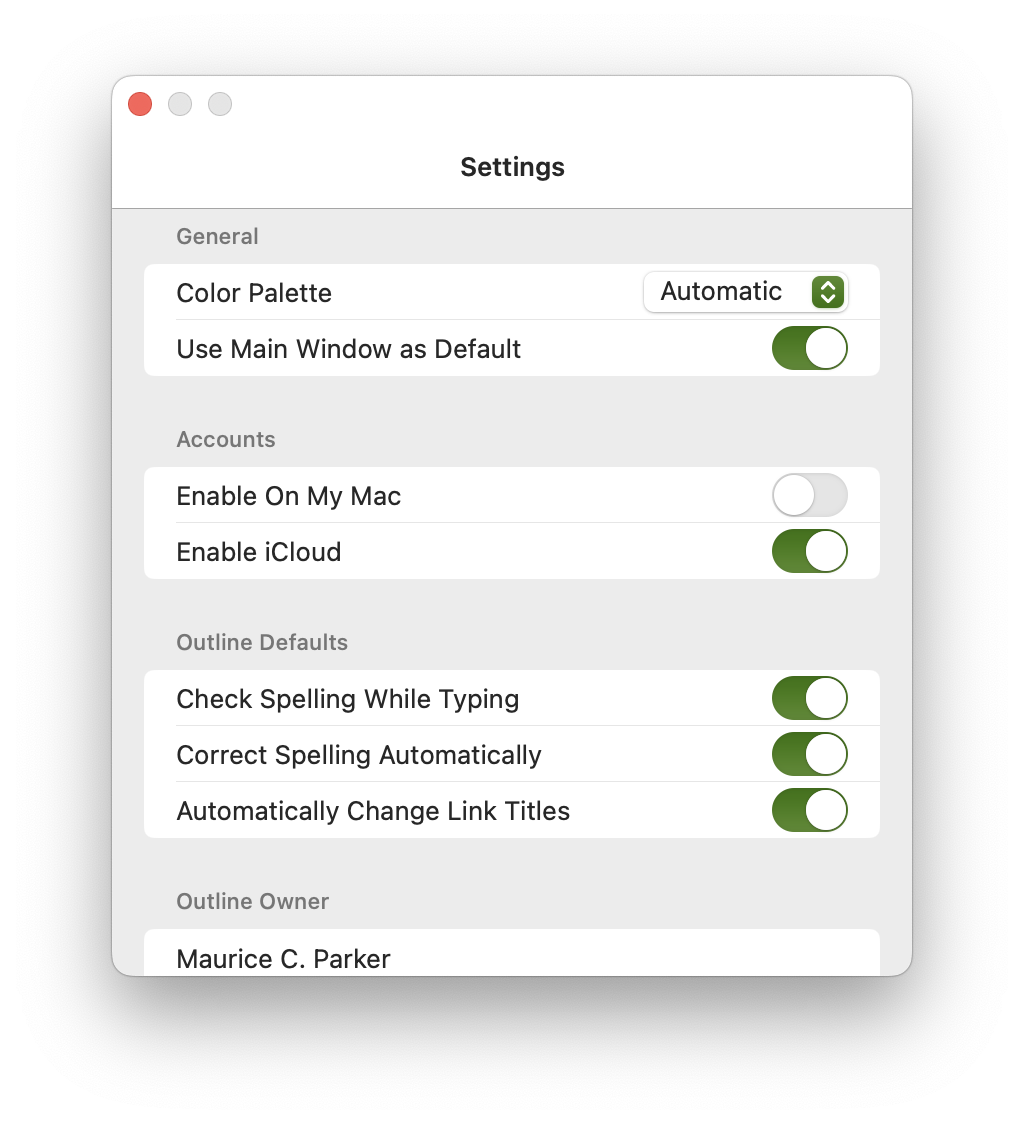 Settings
General
Color Palette Automatic
Use Main Window as Default
Accounts
Enable On My Mac
Enable iCloud
Outline Defaults
Check Spelling While Typing
Correct Spelling Automatically
Automatically Change Link Titles
Outline Owner
Maurice C. Parker